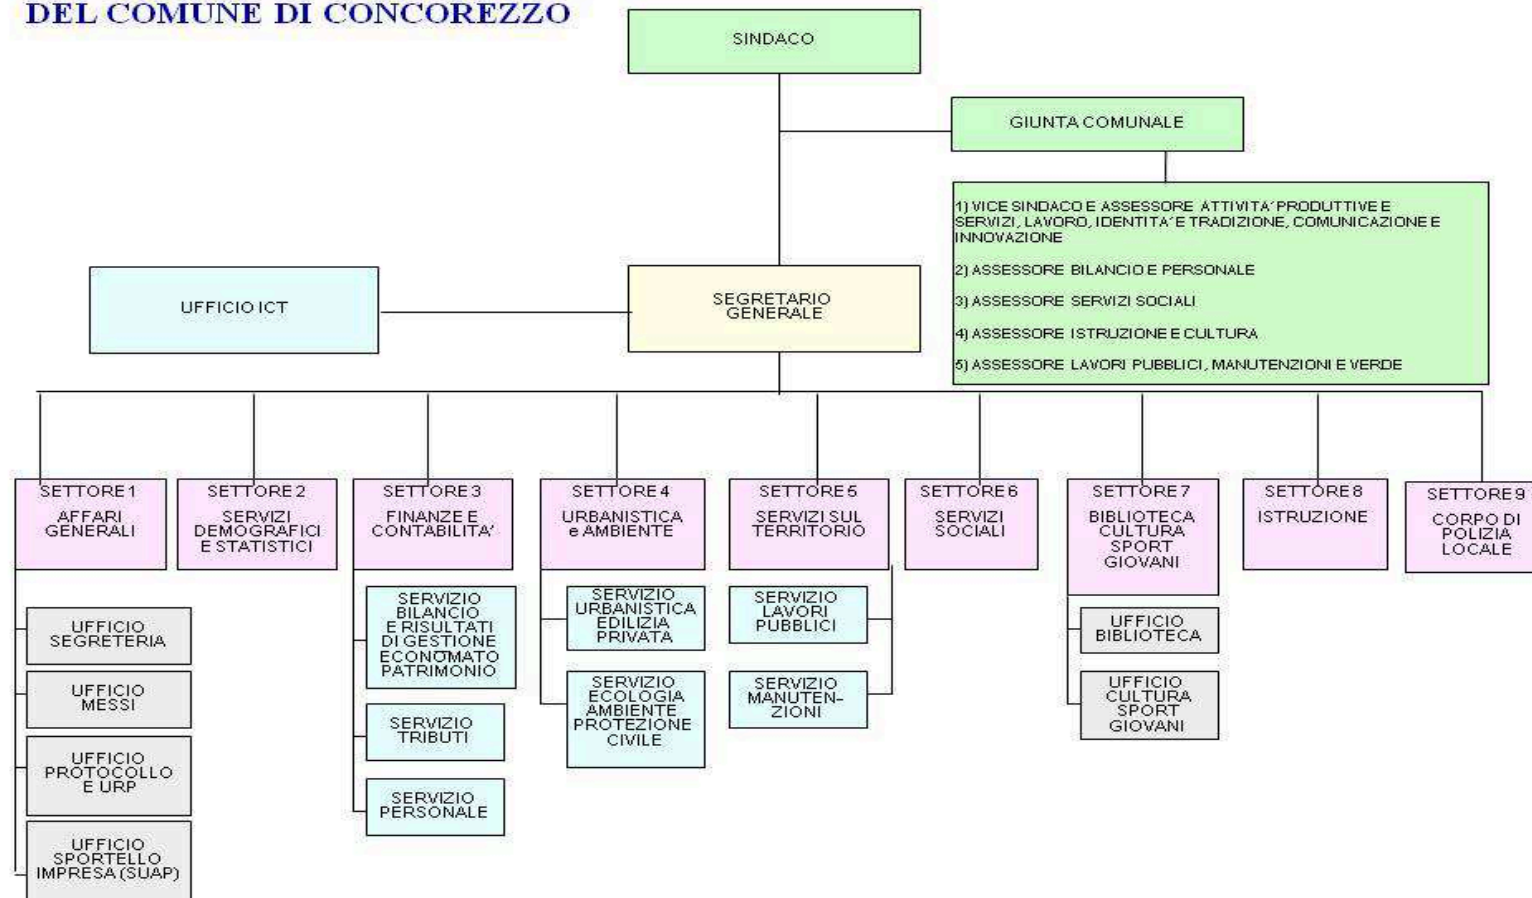 DEL COMUNE DI CONCOREZZO
SINDACO
GIUNTA COMUNALE
1) VICE SINDACO E ASSESSORE ATTIVITA' PRODUTTIVE E
SERVIZI, LAVORO, IDENTITA' E TRADIZIONE, COMUNICAZIONE E
INNOVAZIONE
2) ASSESSORE BILANCIO E PERSONALE
3) ASSESSORE SERVIZI SOCIALI
4) ASSESSORE ISTRUZIONE E CULTURA
5) ASSESSORE LAVORI PUBBLICI, MANUTENZIONI E VERDE
UFFICIO ICT
SEGRETARIO
GENERALE
SETTORE 1
AFFARI
GENERALI
SETTORE 2
SERVIZI
DEMOGRAFICI
E STATISTICI
SETTORE 3
FINANZE E
CONTABILITA'
SETTORE 4
URBANISTICA
e AMBIENTE
SETTORE 5
SERVIZI SUL
TERRITORIO
SETTORE 6
SERVIZI
SOCIALI
SETTORE 7
BIBLIOTECA
CULTURA
SPORT
GIOVANI
SETTORE 8
ISTRUZIONE
SETTORE 9
CORPO DI
POLIZIA
LOCALE
UFFICIO
SEGRETERIA
UFFICIO
MESSI
UFFICIO
PROTOCOLLO
E URP
UFFICIO
SPORTELLO
IMPRESA (SUAP)
SERVIZIO
BILANCIO
E RISULTATI
DI GESTIONE
ECONOMATO
PATRIMONIO
SERVIZIO
TRIBUTI
SERVIZIO
PERSONALE
SERVIZIO
URBANISTICA
EDILIZIA
PRIVATA
SERVIZIO
ECOLOGIA
AMBIENTE
PROTEZIONE
CIVILE
SERVIZIO
LAVORI
PUBBLICI
SERVIZIO
MANUTEN-
ZIONI
UFFICIO
BIBLIOTECA
UFFICIO
CULTURA
SPORT
GIOVANI